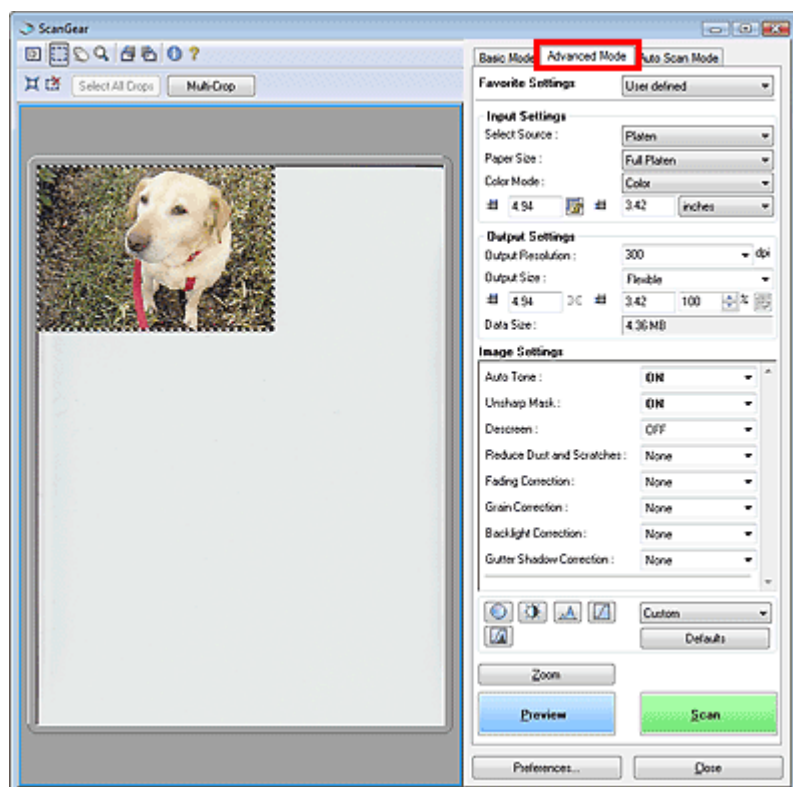 ScanGear
Basic Mode Advanced Mode Auto Scan Mode
Select All Crops Multi-Crop
Favorite Settings User defined
Input Settings
Select Source : Platen
Paper Size : Full Platen
Color Mode : Color
4.94 3.42 inches
Output Settings
Output Resolution : 300 dpi
Output Size : Flexible
4.94 3.42 100 %
Data Size : 4.36 MB
Image Settings
Auto Tone : ON
Unsharp Mask : ON
Descreen : OFF
Reduce Dust and Scratches : None
Fading Correction : None
Grain Correction : None
Backlight Correction : None
Gutter Shadow Correction : None
Custom
Defaults
Zoom
Preview Scan
Preferences... Close